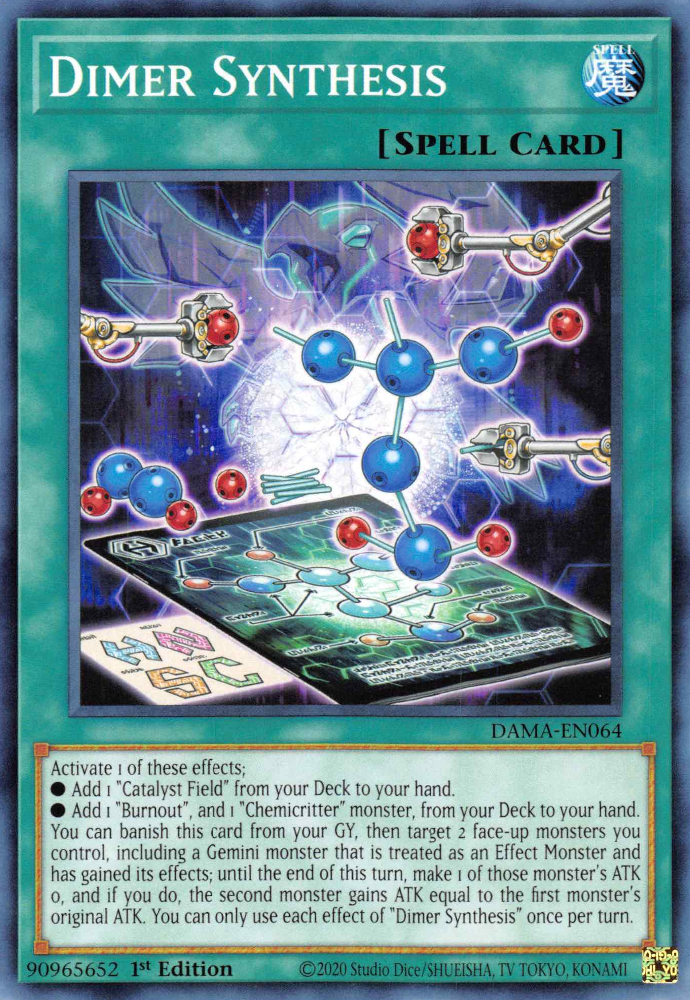 DIMER SYNTHESIS
SPELL
魔
[SPELL CARD]
DAMA-EN064
Activate 1 of these effects;
● Add 1 "Catalyst Field" from your Deck to your hand.
● Add 1 "Burnout", and 1 "Chemicritter" monster, from your Deck to your hand.
You can banish this card from your GY, then target 2 face-up monsters you
control, including a Gemini monster that is treated as an Effect Monster and
has gained its effects; until the end of this turn, make 1 of those monster's ATK
0, and if you do, the second monster gains ATK equal to the first monster's
original ATK. You can only use each effect of "Dimer Synthesis" once per turn.
90965652 1st Edition ©2020 Studio Dice/SHUEISHA, TV TOKYO, KONAMI